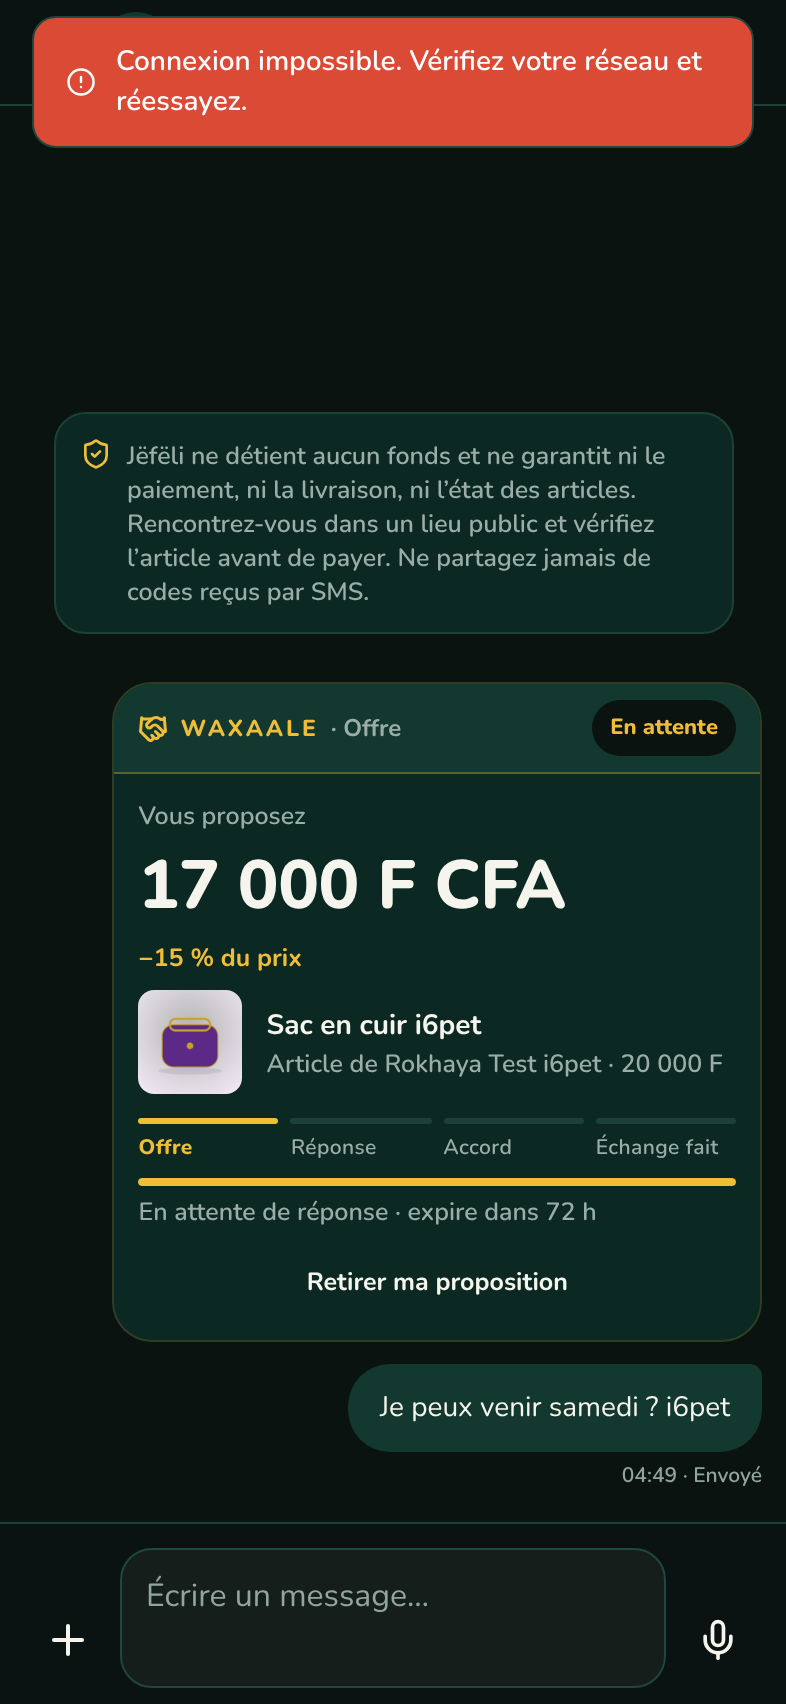 Connexion impossible. Vérifiez votre réseau et
réessayez.
Jëfëli ne détient aucun fonds et ne garantit ni le
paiement, ni la livraison, ni l’état des articles.
Rencontrez-vous dans un lieu public et vérifiez
l’article avant de payer. Ne partagez jamais de
codes reçus par SMS.
WAXAALE · Offre
En attente
Vous proposez
17 000 F CFA
−15 % du prix
Sac en cuir i6pet
Article de Rokhaya Test i6pet · 20 000 F
Offre Réponse Accord Échange fait
En attente de réponse · expire dans 72 h
Retirer ma proposition
Je peux venir samedi ? i6pet
04:49 · Envoyé
Écrire un message...